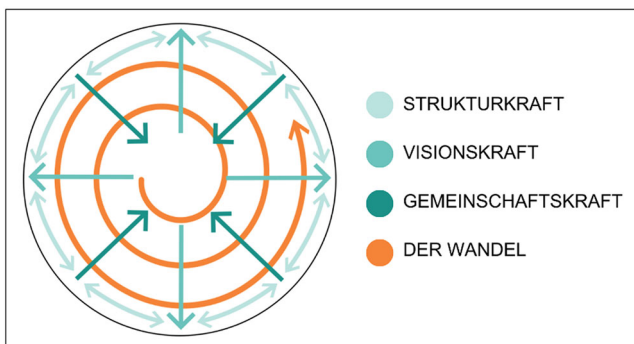 STRUKTURKRAFT
VISIONSKRAFT
GEMEINSCHAFTSKRAFT
DER WANDEL